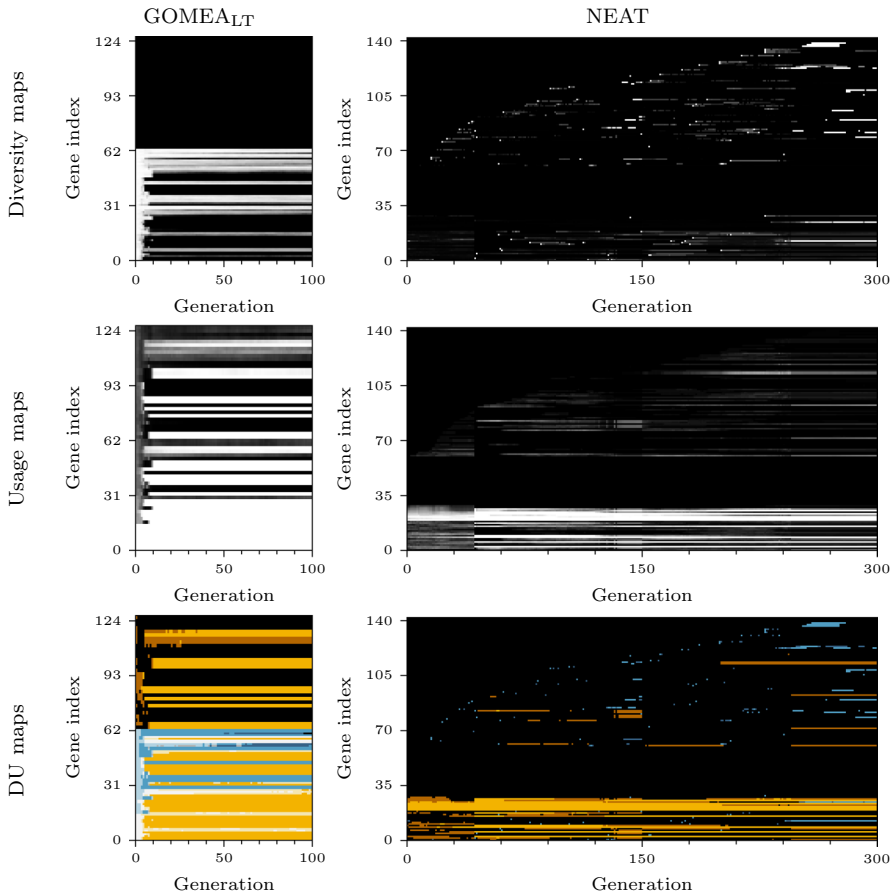 GOMEA_LT NEAT
Diversity maps
Gene index
124
93
62
31
0
0 50 100
Generation
Gene index
140
105
70
35
0
0 150 300
Generation
Usage maps
Gene index
124
93
62
31
0
0 50 100
Generation
Gene index
140
105
70
35
0
0 150 300
Generation
DU maps
Gene index
124
93
62
31
0
0 50 100
Generation
Gene index
140
105
70
35
0
0 150 300
Generation